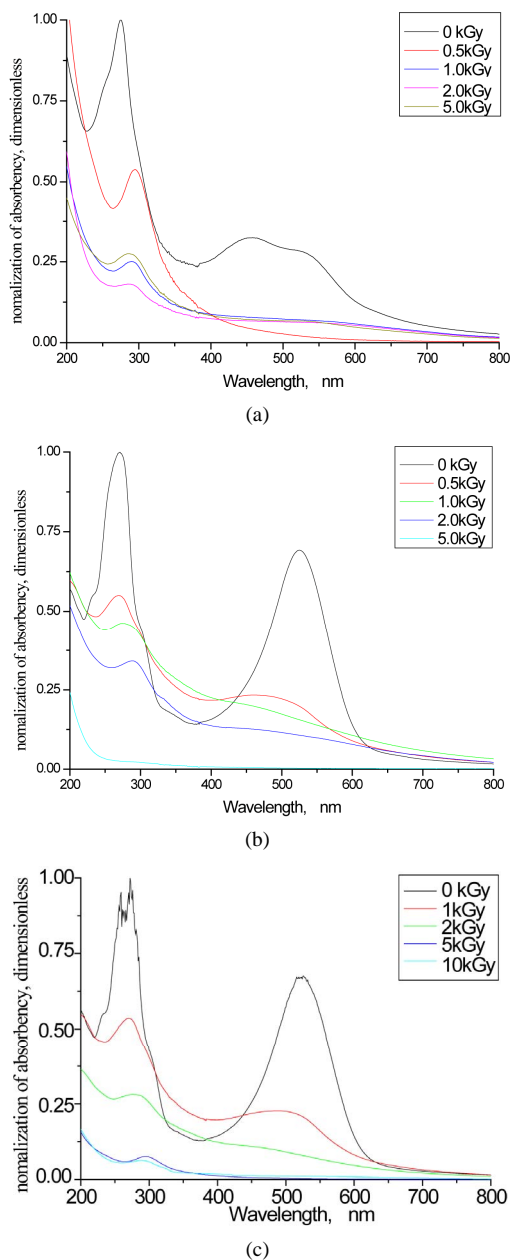 1.00
0.75
0.50
0.25
0.00
nomalization of absorbency, dimensionless
0 kGy
0.5kGy
1.0kGy
2.0kGy
5.0kGy
200 300 400 500 600 700 800
Wavelength, nm
(a)
1.00
0.75
0.50
0.25
0.00
nomalization of absorbency, dimensionless
0 kGy
0.5kGy
1.0kGy
2.0kGy
5.0kGy
200 300 400 500 600 700 800
Wavelength, nm
(b)
1.00
0.75
0.50
0.25
0.00
nomalization of absorbency, dimensionless
0 kGy
1kGy
2kGy
5kGy
10kGy
200 300 400 500 600 700 800
Wavelength, nm
(c)